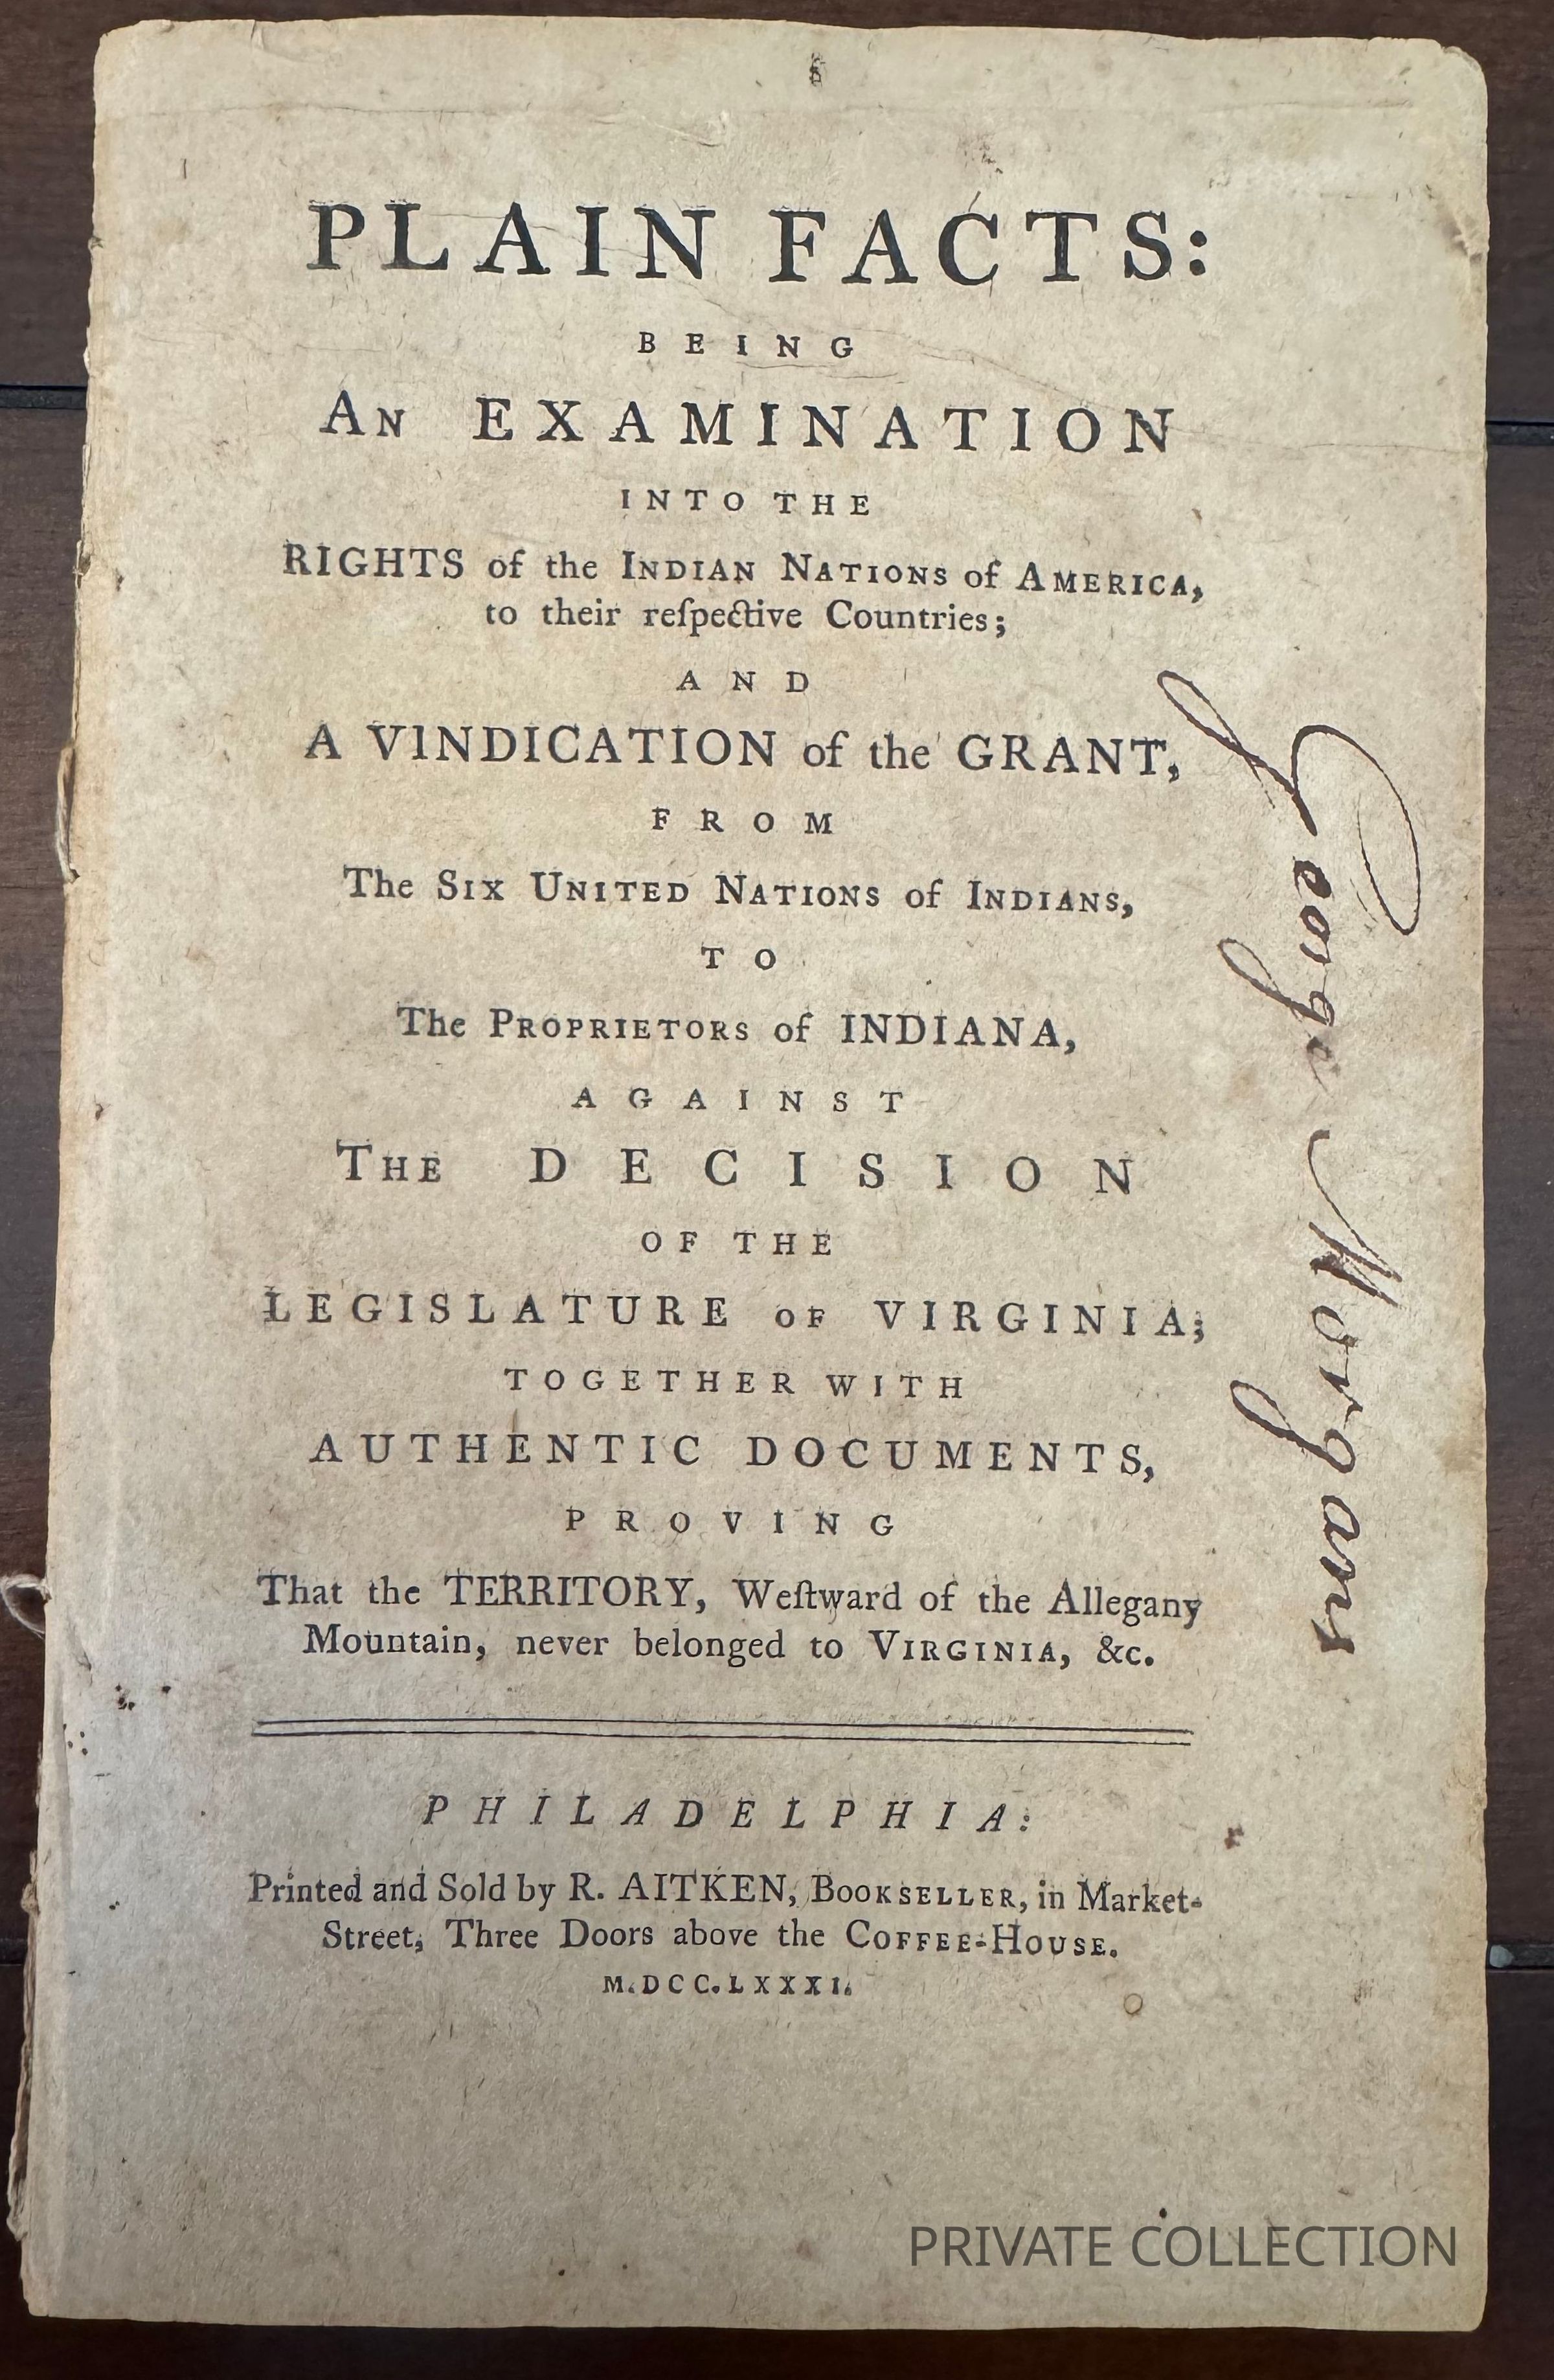 PLAIN FACTS:
BEING
AN EXAMINATION
INTO THE
RIGHTS of the INDIAN NATIONS of AMERICA,
to their reſpective Countries;
AND
A VINDICATION of the GRANT,
FROM
The SIX UNITED NATIONS of INDIANS,
TO
The PROPRIETORS of INDIANA,
AGAINST
THE DECISION
OF THE
LEGISLATURE OF VIRGINIA;
TOGETHER WITH
AUTHENTIC DOCUMENTS,
PROVING
That the TERRITORY, Weſtward of the Allegany
Mountain, never belonged to VIRGINIA, &c.
PHILADELPHIA:
Printed and Sold by R. AITKEN, BOOKSELLER, in Market-
Street, Three Doors above the COFFEE-HOUSE.
M.DCC.LXXXI.
George Morgans
PRIVATE COLLECTION